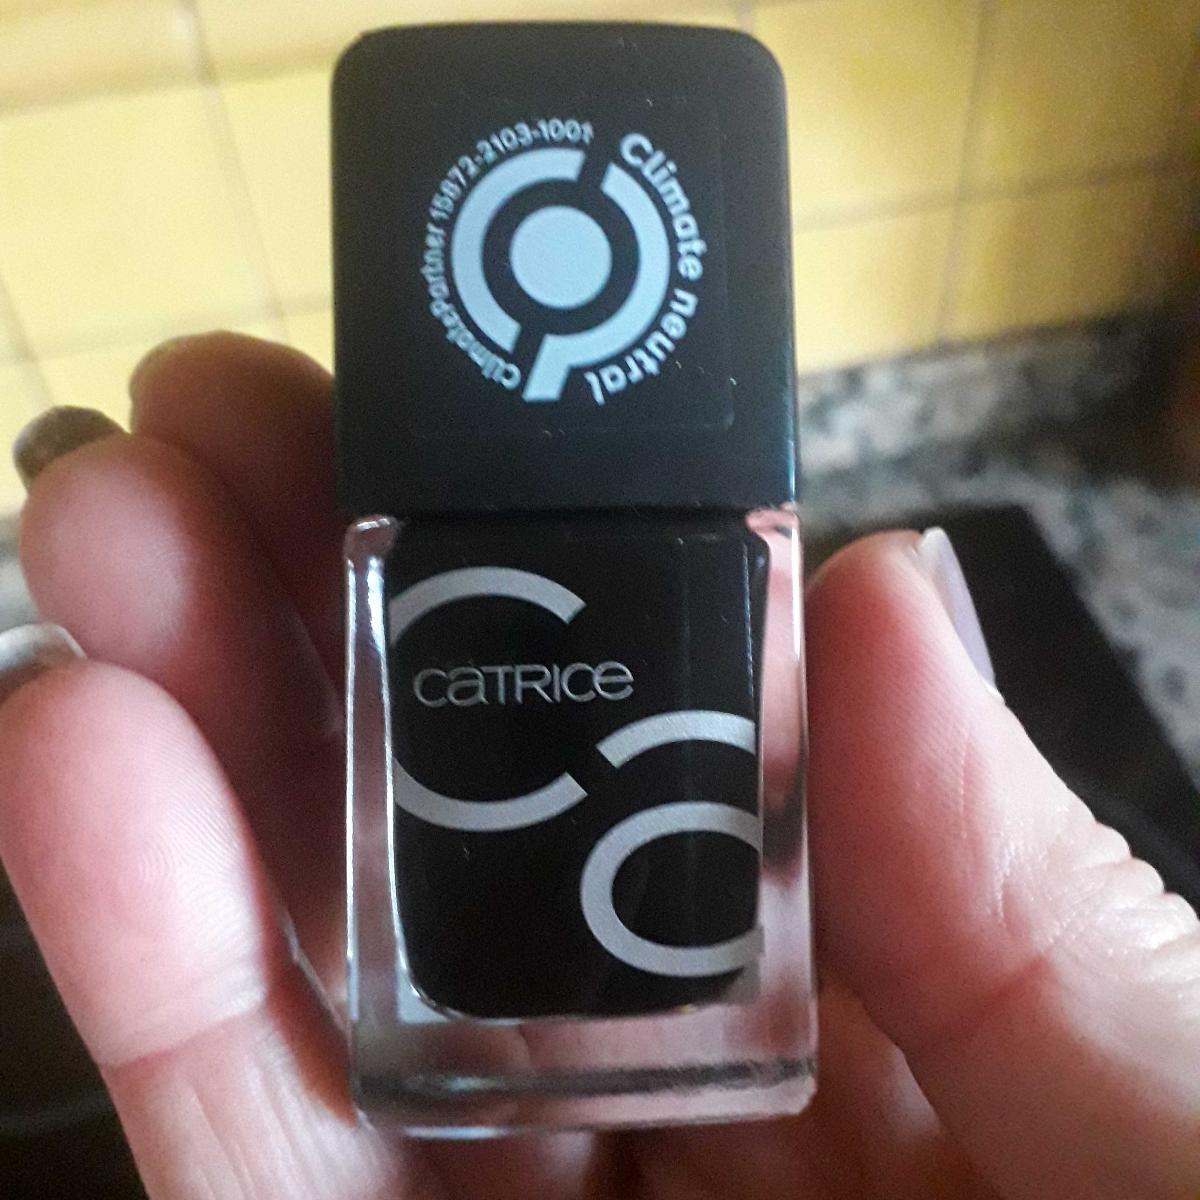 ClimatePartner 15872-2103-1001
Climate neutral
CATRICE